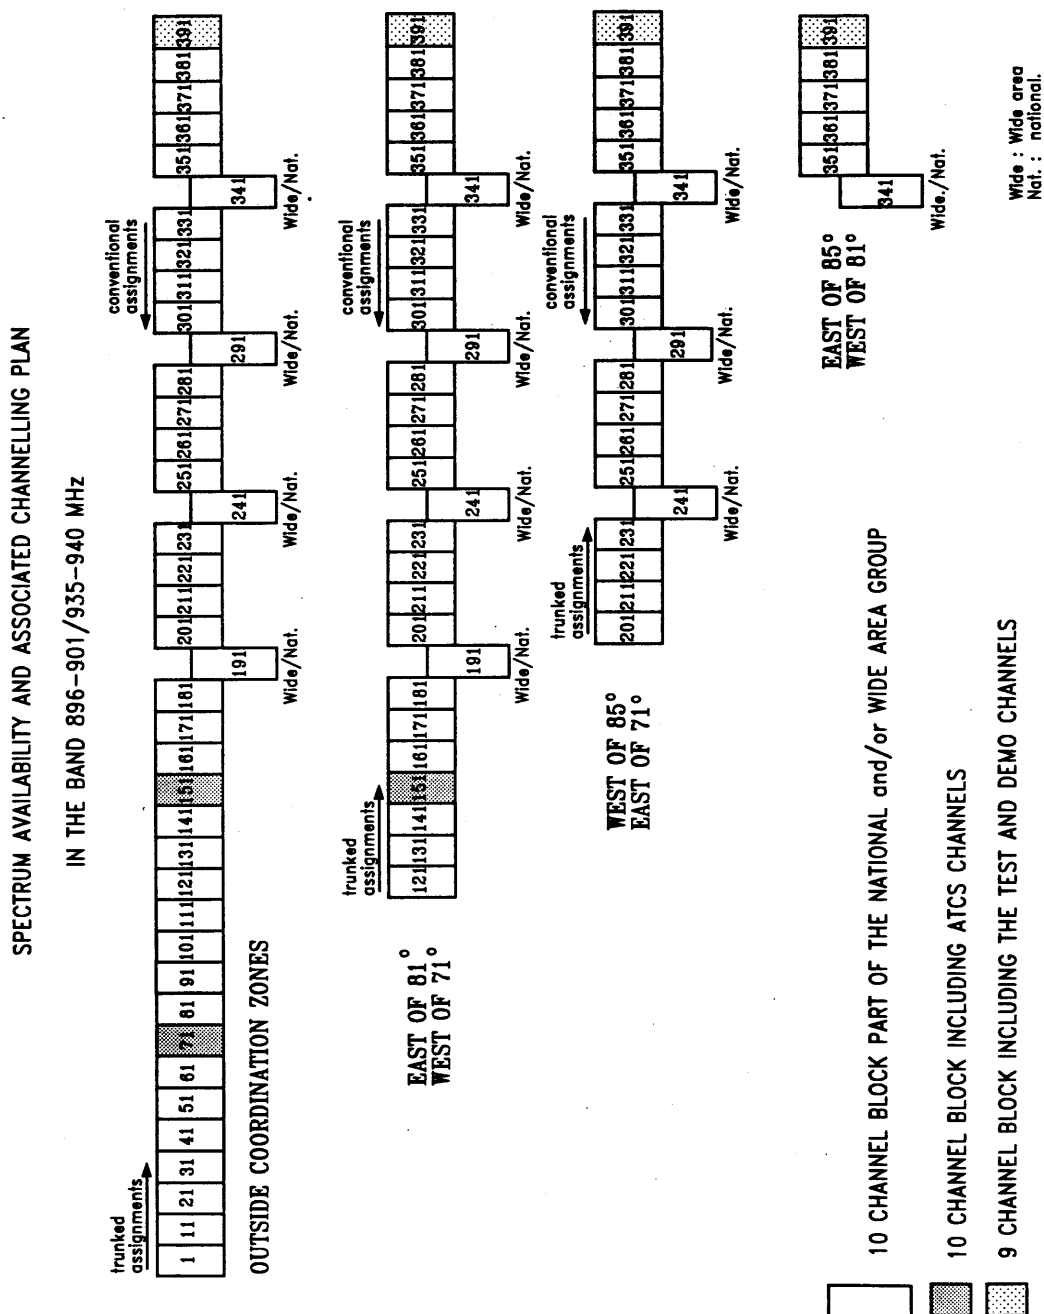 SPECTRUM AVAILABILITY AND ASSOCIATED CHANNELLING PLAN
IN THE BAND 896-901/935-940 MHz
trunked
assignments
conventional
assignments
1 11 21 31 41 51 61 71 81 91 101 111 121 131 141 151 161 171 181 201 211 221 231 251 261 271 281 301 311 321 331 351 361 371 381 391
191 241 291 341
Wide/Nat. Wide/Nat. Wide/Nat. Wide/Nat.
OUTSIDE COORDINATION ZONES
trunked
assignments
conventional
assignments
121 131 141 151 161 171 181 201 211 221 231 251 261 271 281 301 311 321 331 351 361 371 381 391
191 241 291 341
Wide/Nat. Wide/Nat. Wide/Nat. Wide/Nat.
EAST OF 81°
WEST OF 71°
trunked
assignments
conventional
assignments
201 211 221 231 251 261 271 281 301 311 321 331 351 361 371 381 391
241 291 341
Wide/Nat. Wide/Nat. Wide/Nat.
WEST OF 85°
EAST OF 71°
351 361 371 381 391
341
Wide./Nat.
EAST OF 85°
WEST OF 81°
10 CHANNEL BLOCK PART OF THE NATIONAL and/or WIDE AREA GROUP
10 CHANNEL BLOCK INCLUDING ATCS CHANNELS
9 CHANNEL BLOCK INCLUDING THE TEST AND DEMO CHANNELS
Wide : Wide area
Nat. : national.